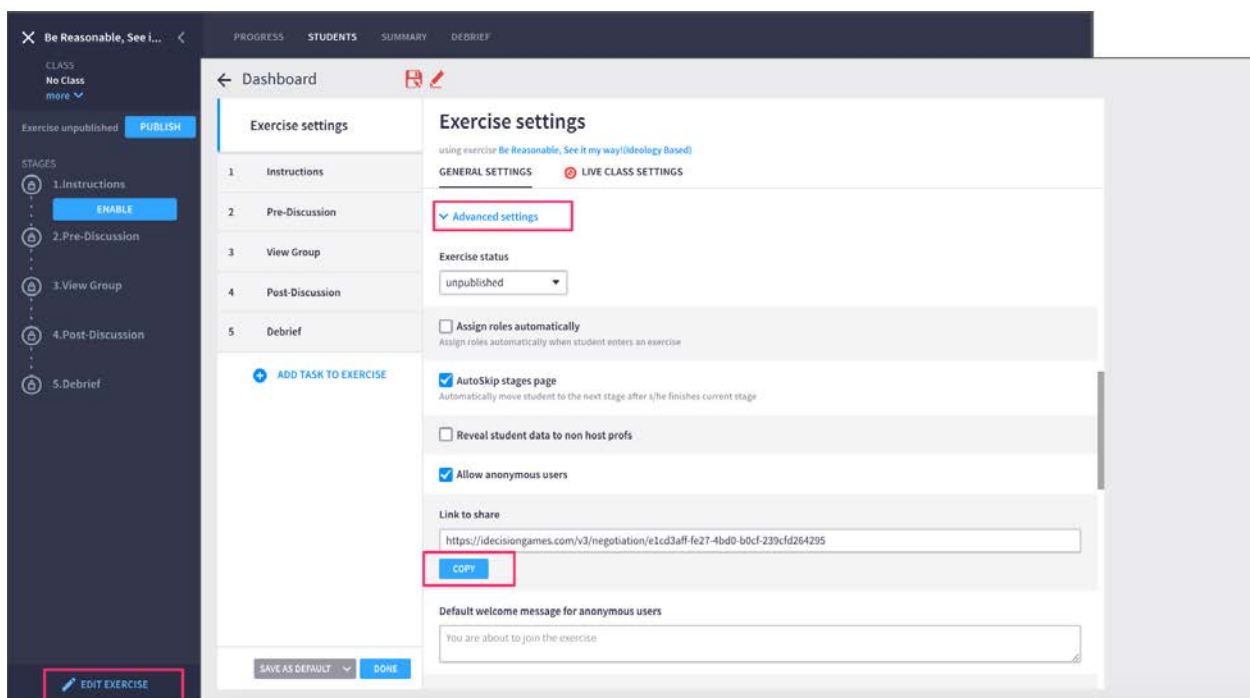 Be Reasonable, See i...
CLASS
No Class
more
Exercise unpublished PUBLISH
STAGES
1.Instructions
ENABLE
2.Pre-Discussion
3.View Group
4.Post-Discussion
5.Debrief
EDIT EXERCISE
PROGRESS STUDENTS SUMMARY DEBRIEF
Dashboard
Exercise settings
1 Instructions
2 Pre-Discussion
3 View Group
4 Post-Discussion
5 Debrief
ADD TASK TO EXERCISE
SAVE AS DEFAULT DONE
Exercise settings
using exercise Be Reasonable, See it my way!(Ideology Based)
GENERAL SETTINGS LIVE CLASS SETTINGS
Advanced settings
Exercise status
unpublished
Assign roles automatically
Assign roles automatically when student enters an exercise
AutoSkip stages page
Automatically move student to the next stage after s/he finishes current stage
Reveal student data to non host profs
Allow anonymous users
Link to share
https://idecisiongames.com/v3/negotiation/e1cd3aff-fe27-4bd0-b0cf-239cfd264295
COPY
Default welcome message for anonymous users
You are about to join the exercise